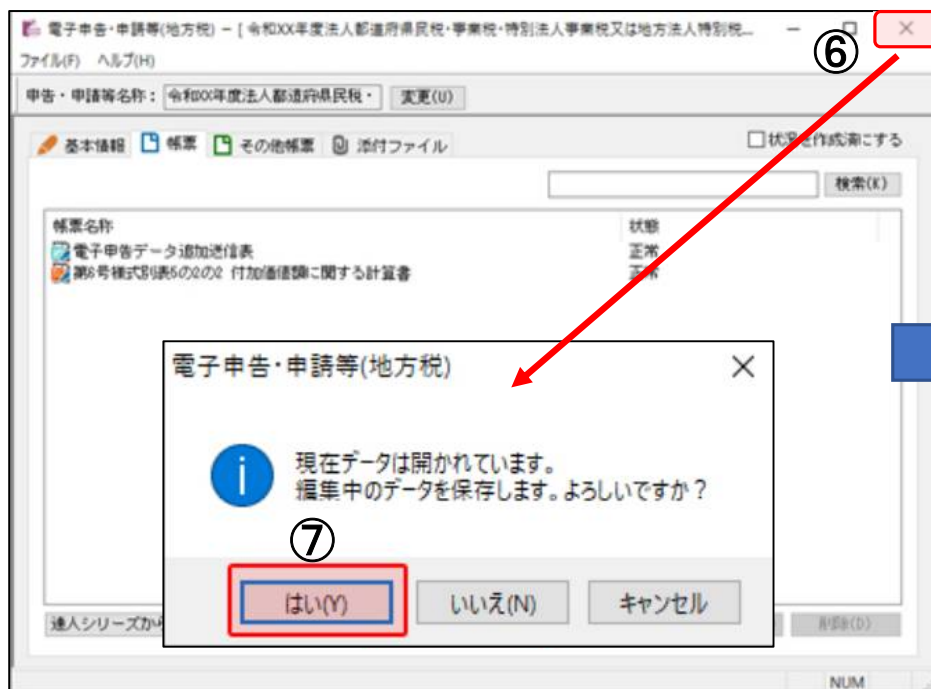 電子申告・申請等(地方税) - [ 令和XX年度法人都道府県民税・事業税・特別法人事業税又は地方法人特別税...
⑥
ファイル(F) ヘルプ(H)
申告・申請等名称： 令和XX年度法人都道府県民税・ 変更(U)
基本情報 帳票 その他帳票 添付ファイル 状況を作成済にする
検索(K)
帳票名称 状態
電子申告データ追加送信表 正常
第6号様式別表5の2の2 付加価値額に関する計算書 正常
電子申告・申請等(地方税)
現在データは開かれています。
編集中のデータを保存します。よろしいですか？
⑦
はい(Y) いいえ(N) キャンセル
達人シリーズから 削除(D)
NUM